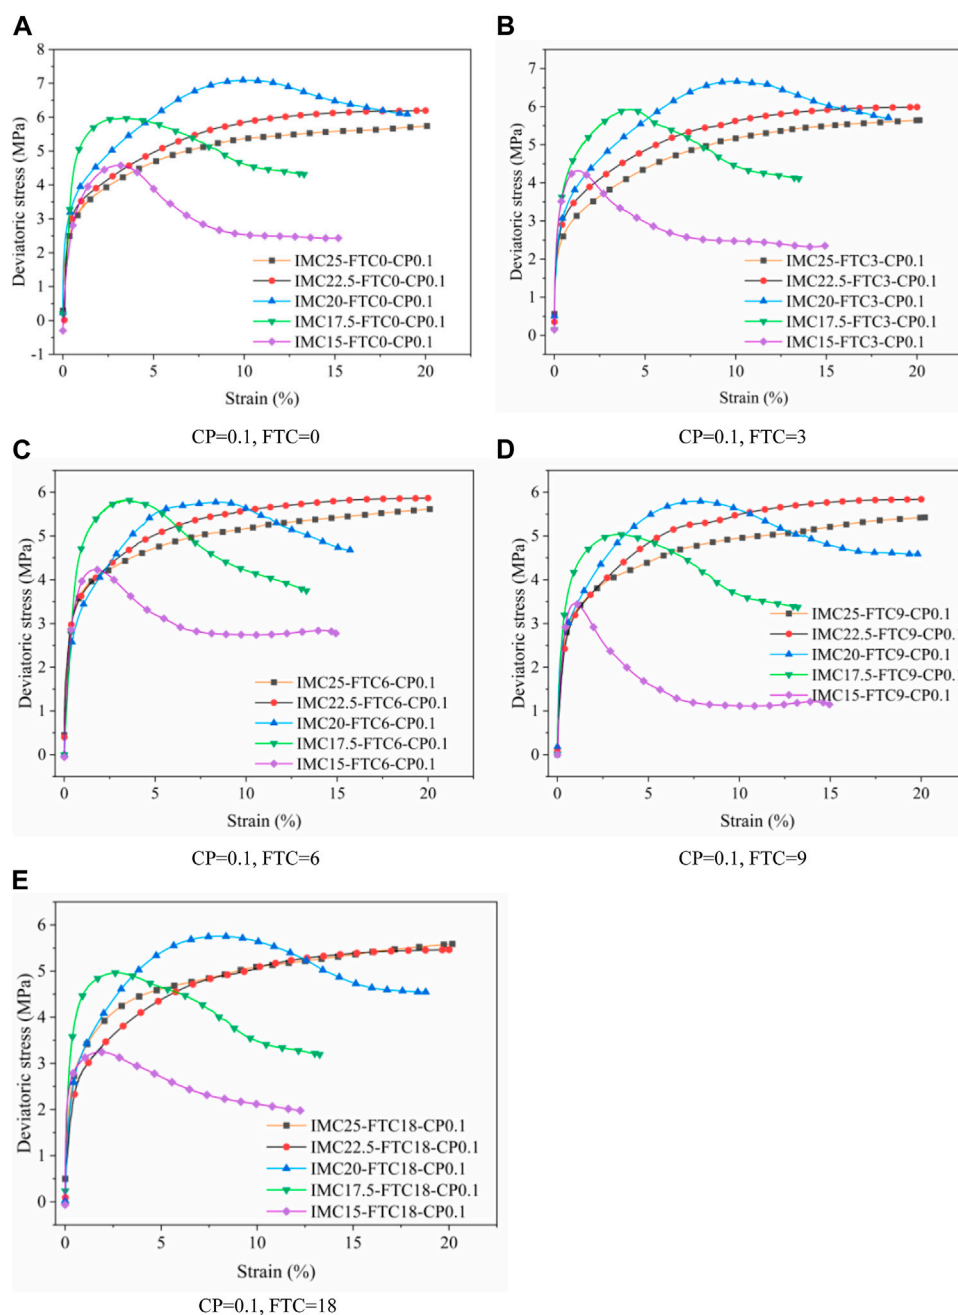 A
8
7
6
5
4
3
2
1
0
-1
Deviatoric stress (MPa)
IMC25-FTC0-CP0.1
IMC22.5-FTC0-CP0.1
IMC20-FTC0-CP0.1
IMC17.5-FTC0-CP0.1
IMC15-FTC0-CP0.1
0 5 10 15 20
Strain (%)
CP=0.1, FTC=0
B
7
6
5
4
3
2
1
0
Deviatoric stress (MPa)
IMC25-FTC3-CP0.1
IMC22.5-FTC3-CP0.1
IMC20-FTC3-CP0.1
IMC17.5-FTC3-CP0.1
IMC15-FTC3-CP0.1
0 5 10 15 20
Strain (%)
CP=0.1, FTC=3
C
6
5
4
3
2
1
0
Deviatoric stress (MPa)
IMC25-FTC6-CP0.1
IMC22.5-FTC6-CP0.1
IMC20-FTC6-CP0.1
IMC17.5-FTC6-CP0.1
IMC15-FTC6-CP0.1
0 5 10 15 20
Strain (%)
CP=0.1, FTC=6
D
6
5
4
3
2
1
0
Deviatoric stress (MPa)
IMC25-FTC9-CP0.1
IMC22.5-FTC9-CP0.1
IMC20-FTC9-CP0.1
IMC17.5-FTC9-CP0.1
IMC15-FTC9-CP0.1
0 5 10 15 20
Strain (%)
CP=0.1, FTC=9
E
6
5
4
3
2
1
0
Deviatoric stress (MPa)
IMC25-FTC18-CP0.1
IMC22.5-FTC18-CP0.1
IMC20-FTC18-CP0.1
IMC17.5-FTC18-CP0.1
IMC15-FTC18-CP0.1
0 5 10 15 20
Strain (%)
CP=0.1, FTC=18